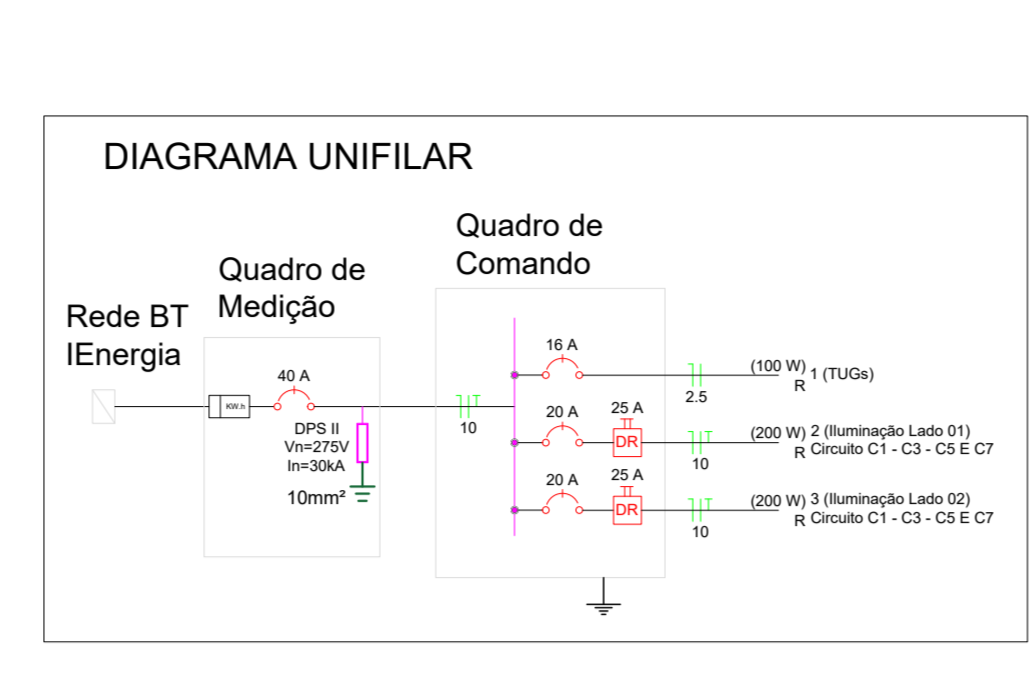 DIAGRAMA UNIFILAR
Quadro de
Comando
Quadro de
Medição
Rede BT
IEnergia
KW.h
40 A
DPS II
Vn=275V
In=30kA
10mm²
10
16 A
2.5
(100 W)
R
1 (TUGs)
20 A
25 A
DR
10
(200 W)
R
2 (Iluminação Lado 01)
Circuito C1 - C3 - C5 E C7
20 A
25 A
DR
10
(200 W)
R
3 (Iluminação Lado 02)
Circuito C1 - C3 - C5 E C7